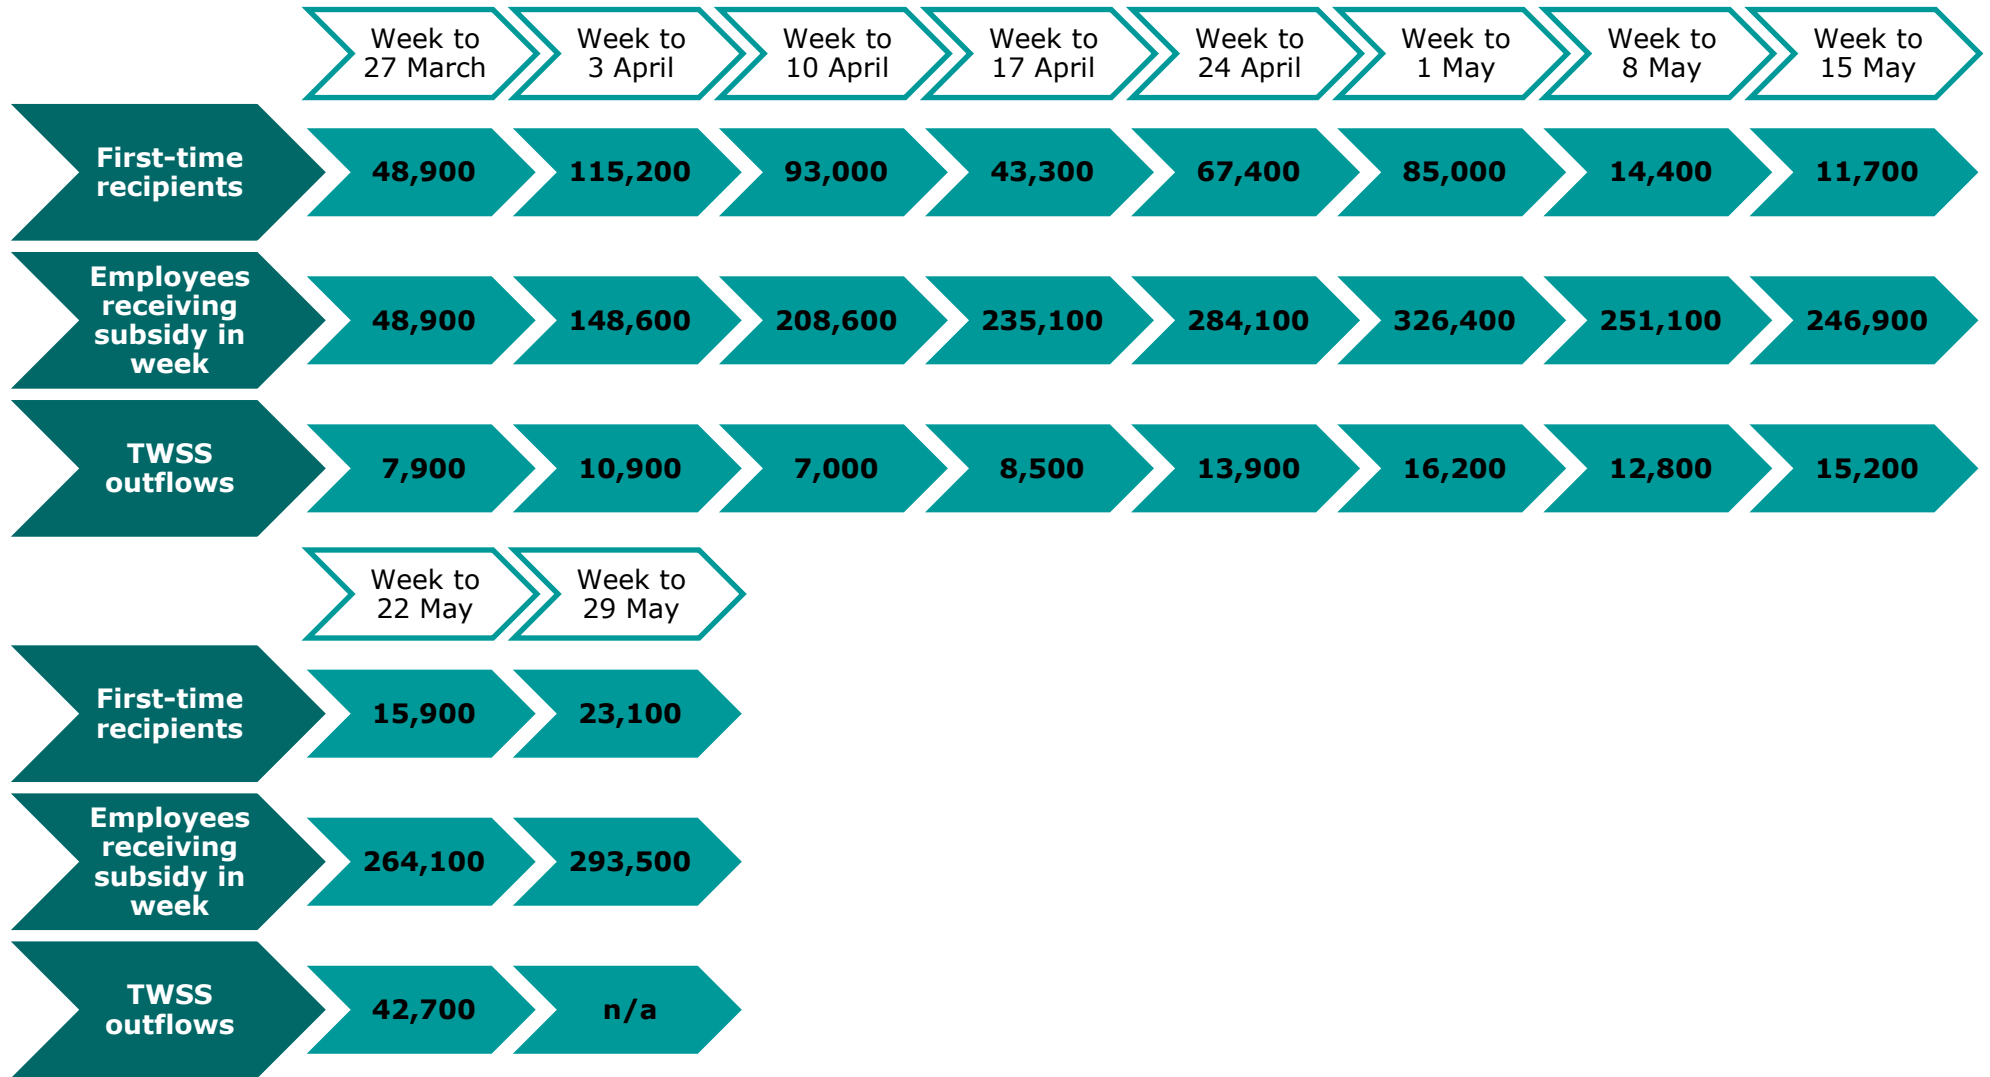 Week to
27 March
Week to
3 April
Week to
10 April
Week to
17 April
Week to
24 April
Week to
1 May
Week to
8 May
Week to
15 May
First-time
recipients
48,900
115,200
93,000
43,300
67,400
85,000
14,400
11,700
Employees
receiving
subsidy in
week
48,900
148,600
208,600
235,100
284,100
326,400
251,100
246,900
TWSS
outflows
7,900
10,900
7,000
8,500
13,900
16,200
12,800
15,200
Week to
22 May
Week to
29 May
First-time
recipients
15,900
23,100
Employees
receiving
subsidy in
week
264,100
293,500
TWSS
outflows
42,700
n/a